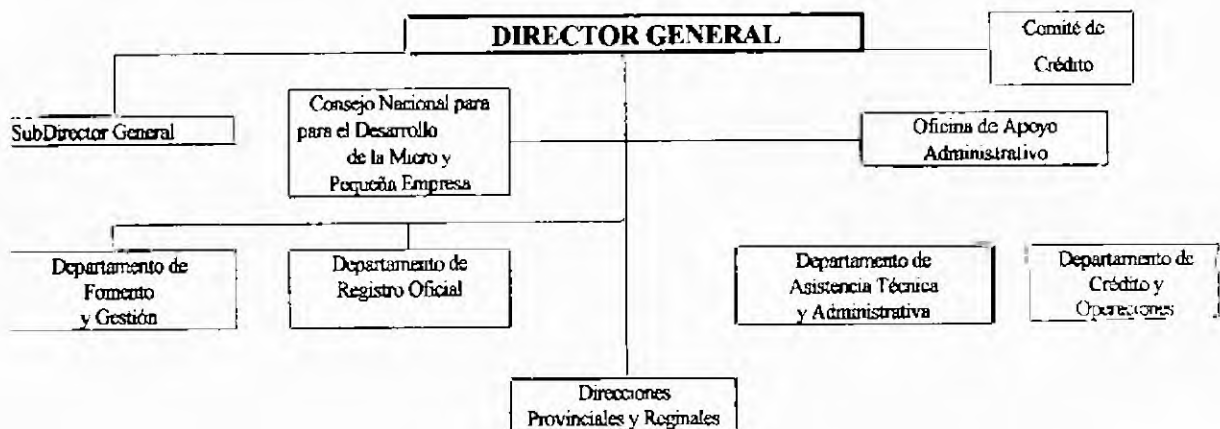 DIRECTOR GENERAL
Comité de
Crédito
SubDirector General
Consejo Nacional para
para el Desarrollo
de la Micro y
Pequeña Empresa
Oficina de Apoyo
Administrativo
Departamento de
Fomento
y Gestión
Departamento de
Registro Oficial
Departamento de
Asistencia Técnica
y Administrativa
Departamento de
Crédito y
Operaciones
Direcciones
Provinciales y Reginales